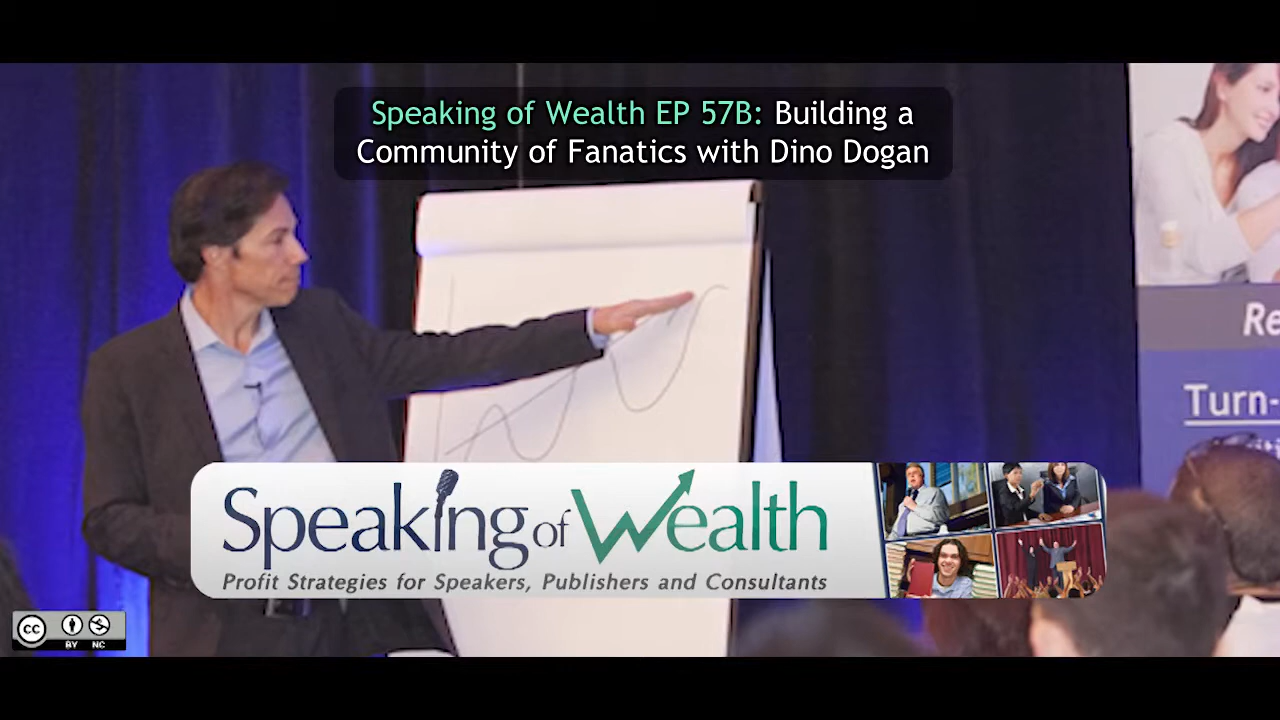 Speaking of Wealth EP 57B: Building a
Community of Fanatics with Dino Dogan
Re
Turn-
Speaking of Wealth
Profit Strategies for Speakers, Publishers and Consultants
cc
BY NC